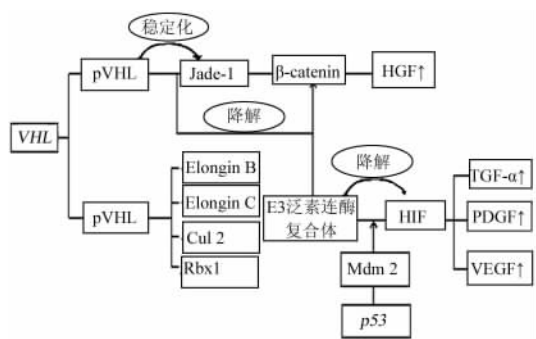 稳定化
pVHL
Jade-1
β-catenin
HGF↑
降解
VHL
降解
pVHL
Elongin B
Elongin C
Cul 2
Rbx1
E3泛素连酶
复合体
HIF
TGF-α↑
PDGF↑
VEGF↑
Mdm 2
p53